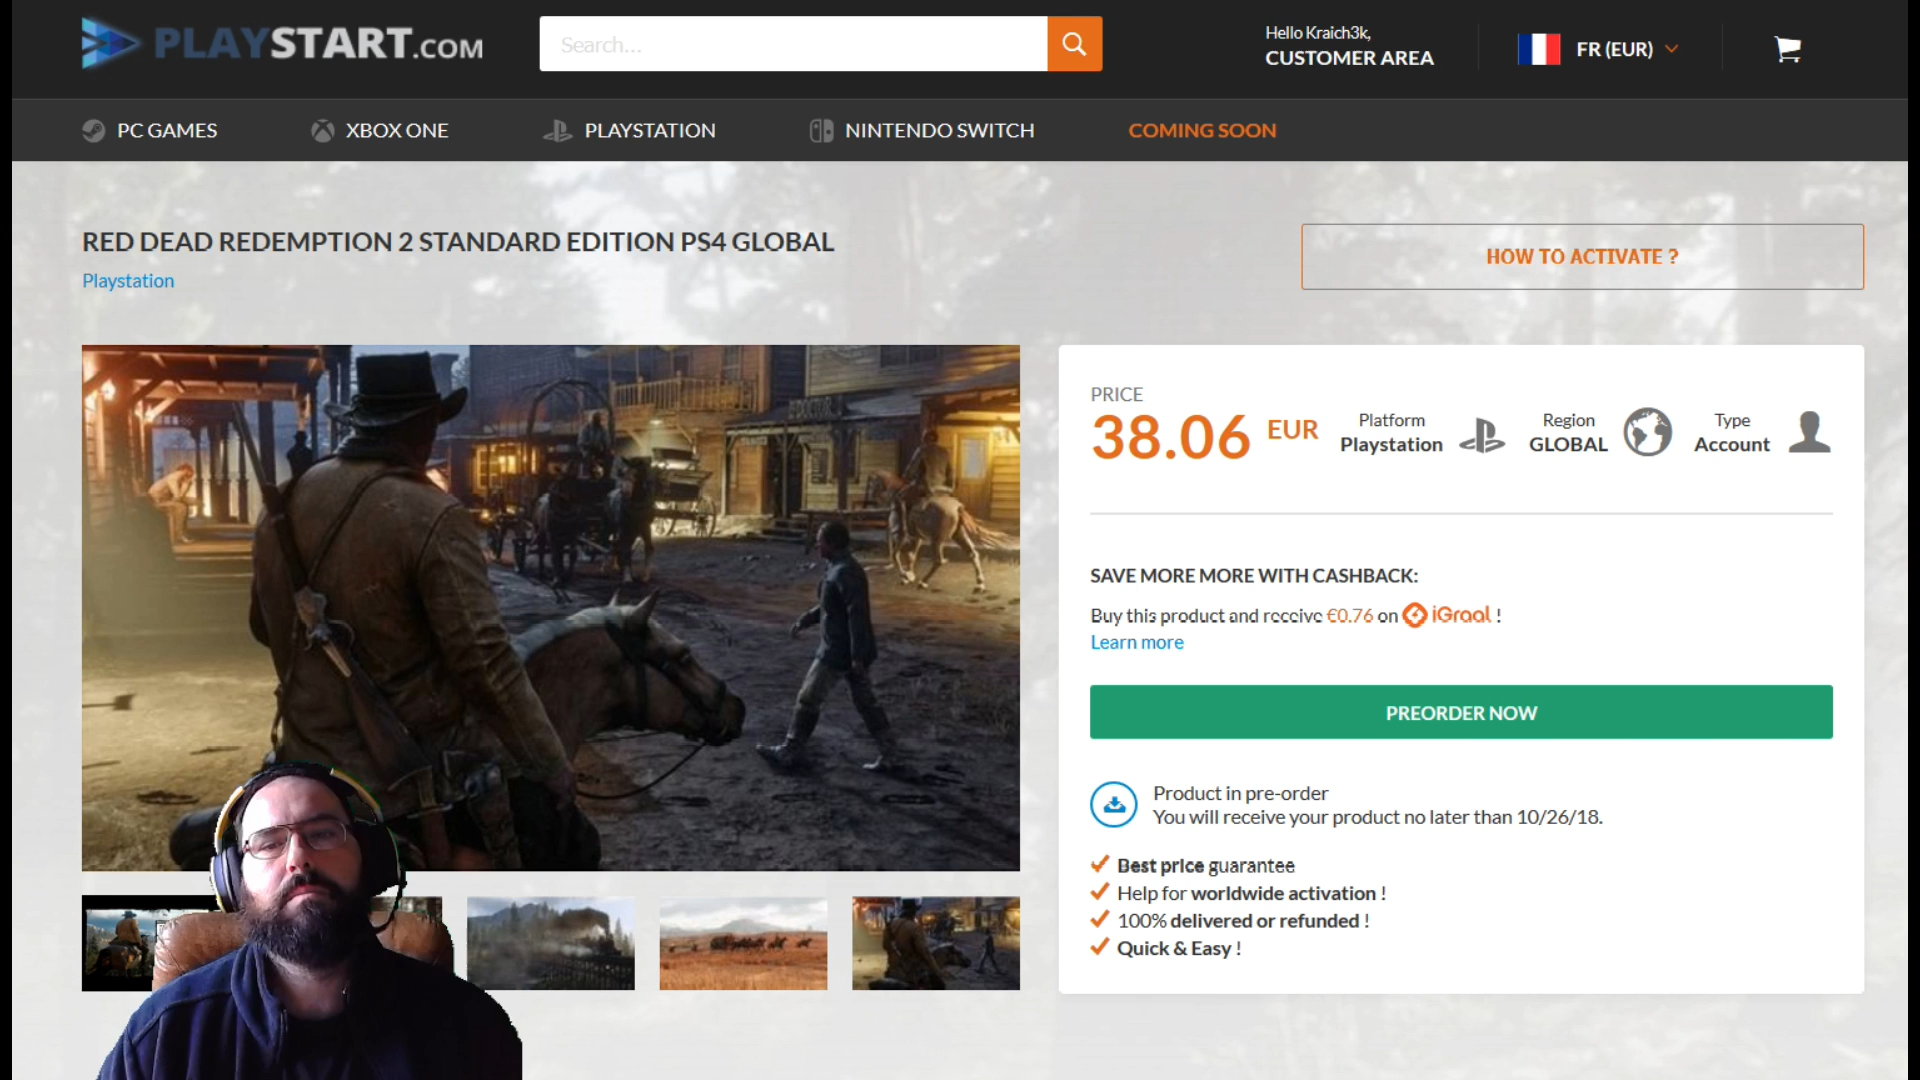 PLAYSTART.COM
Search...
Hello Kraich3k,
CUSTOMER AREA
FR (EUR)
PC GAMES
XBOX ONE
PLAYSTATION
NINTENDO SWITCH
COMING SOON
RED DEAD REDEMPTION 2 STANDARD EDITION PS4 GLOBAL
Playstation
HOW TO ACTIVATE ?
DOCTOR
PRICE
38.06 EUR
Platform
Playstation
Region
GLOBAL
Type
Account
SAVE MORE MORE WITH CASHBACK:
Buy this product and receive €0.76 on iGraal !
Learn more
PREORDER NOW
Product in pre-order
You will receive your product no later than 10/26/18.
Best price guarantee
Help for worldwide activation !
100% delivered or refunded !
Quick & Easy !